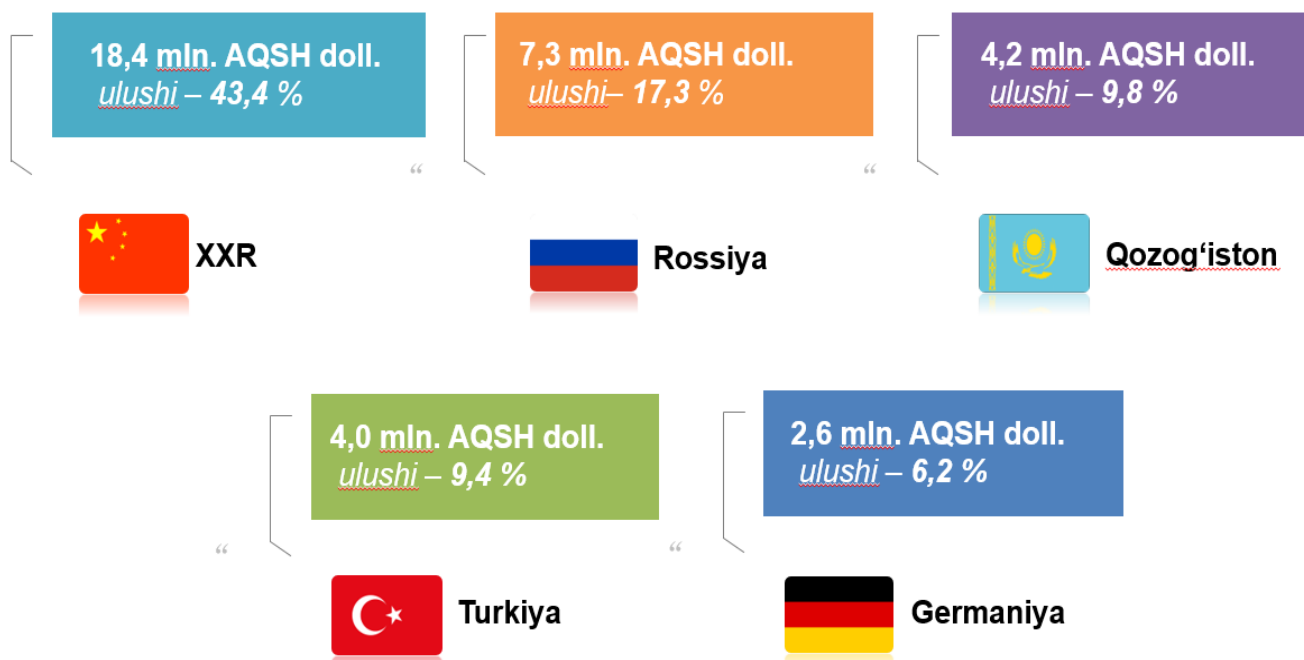 18,4 mln. AQSH doll.
ulushi – 43,4 %
7,3 mln. AQSH doll.
ulushi– 17,3 %
4,2 mln. AQSH doll.
ulushi – 9,8 %
“
“
XXR
Rossiya
Qozog‘iston
4,0 mln. AQSH doll.
ulushi – 9,4 %
2,6 mln. AQSH doll.
ulushi – 6,2 %
“
“
Turkiya
Germaniya